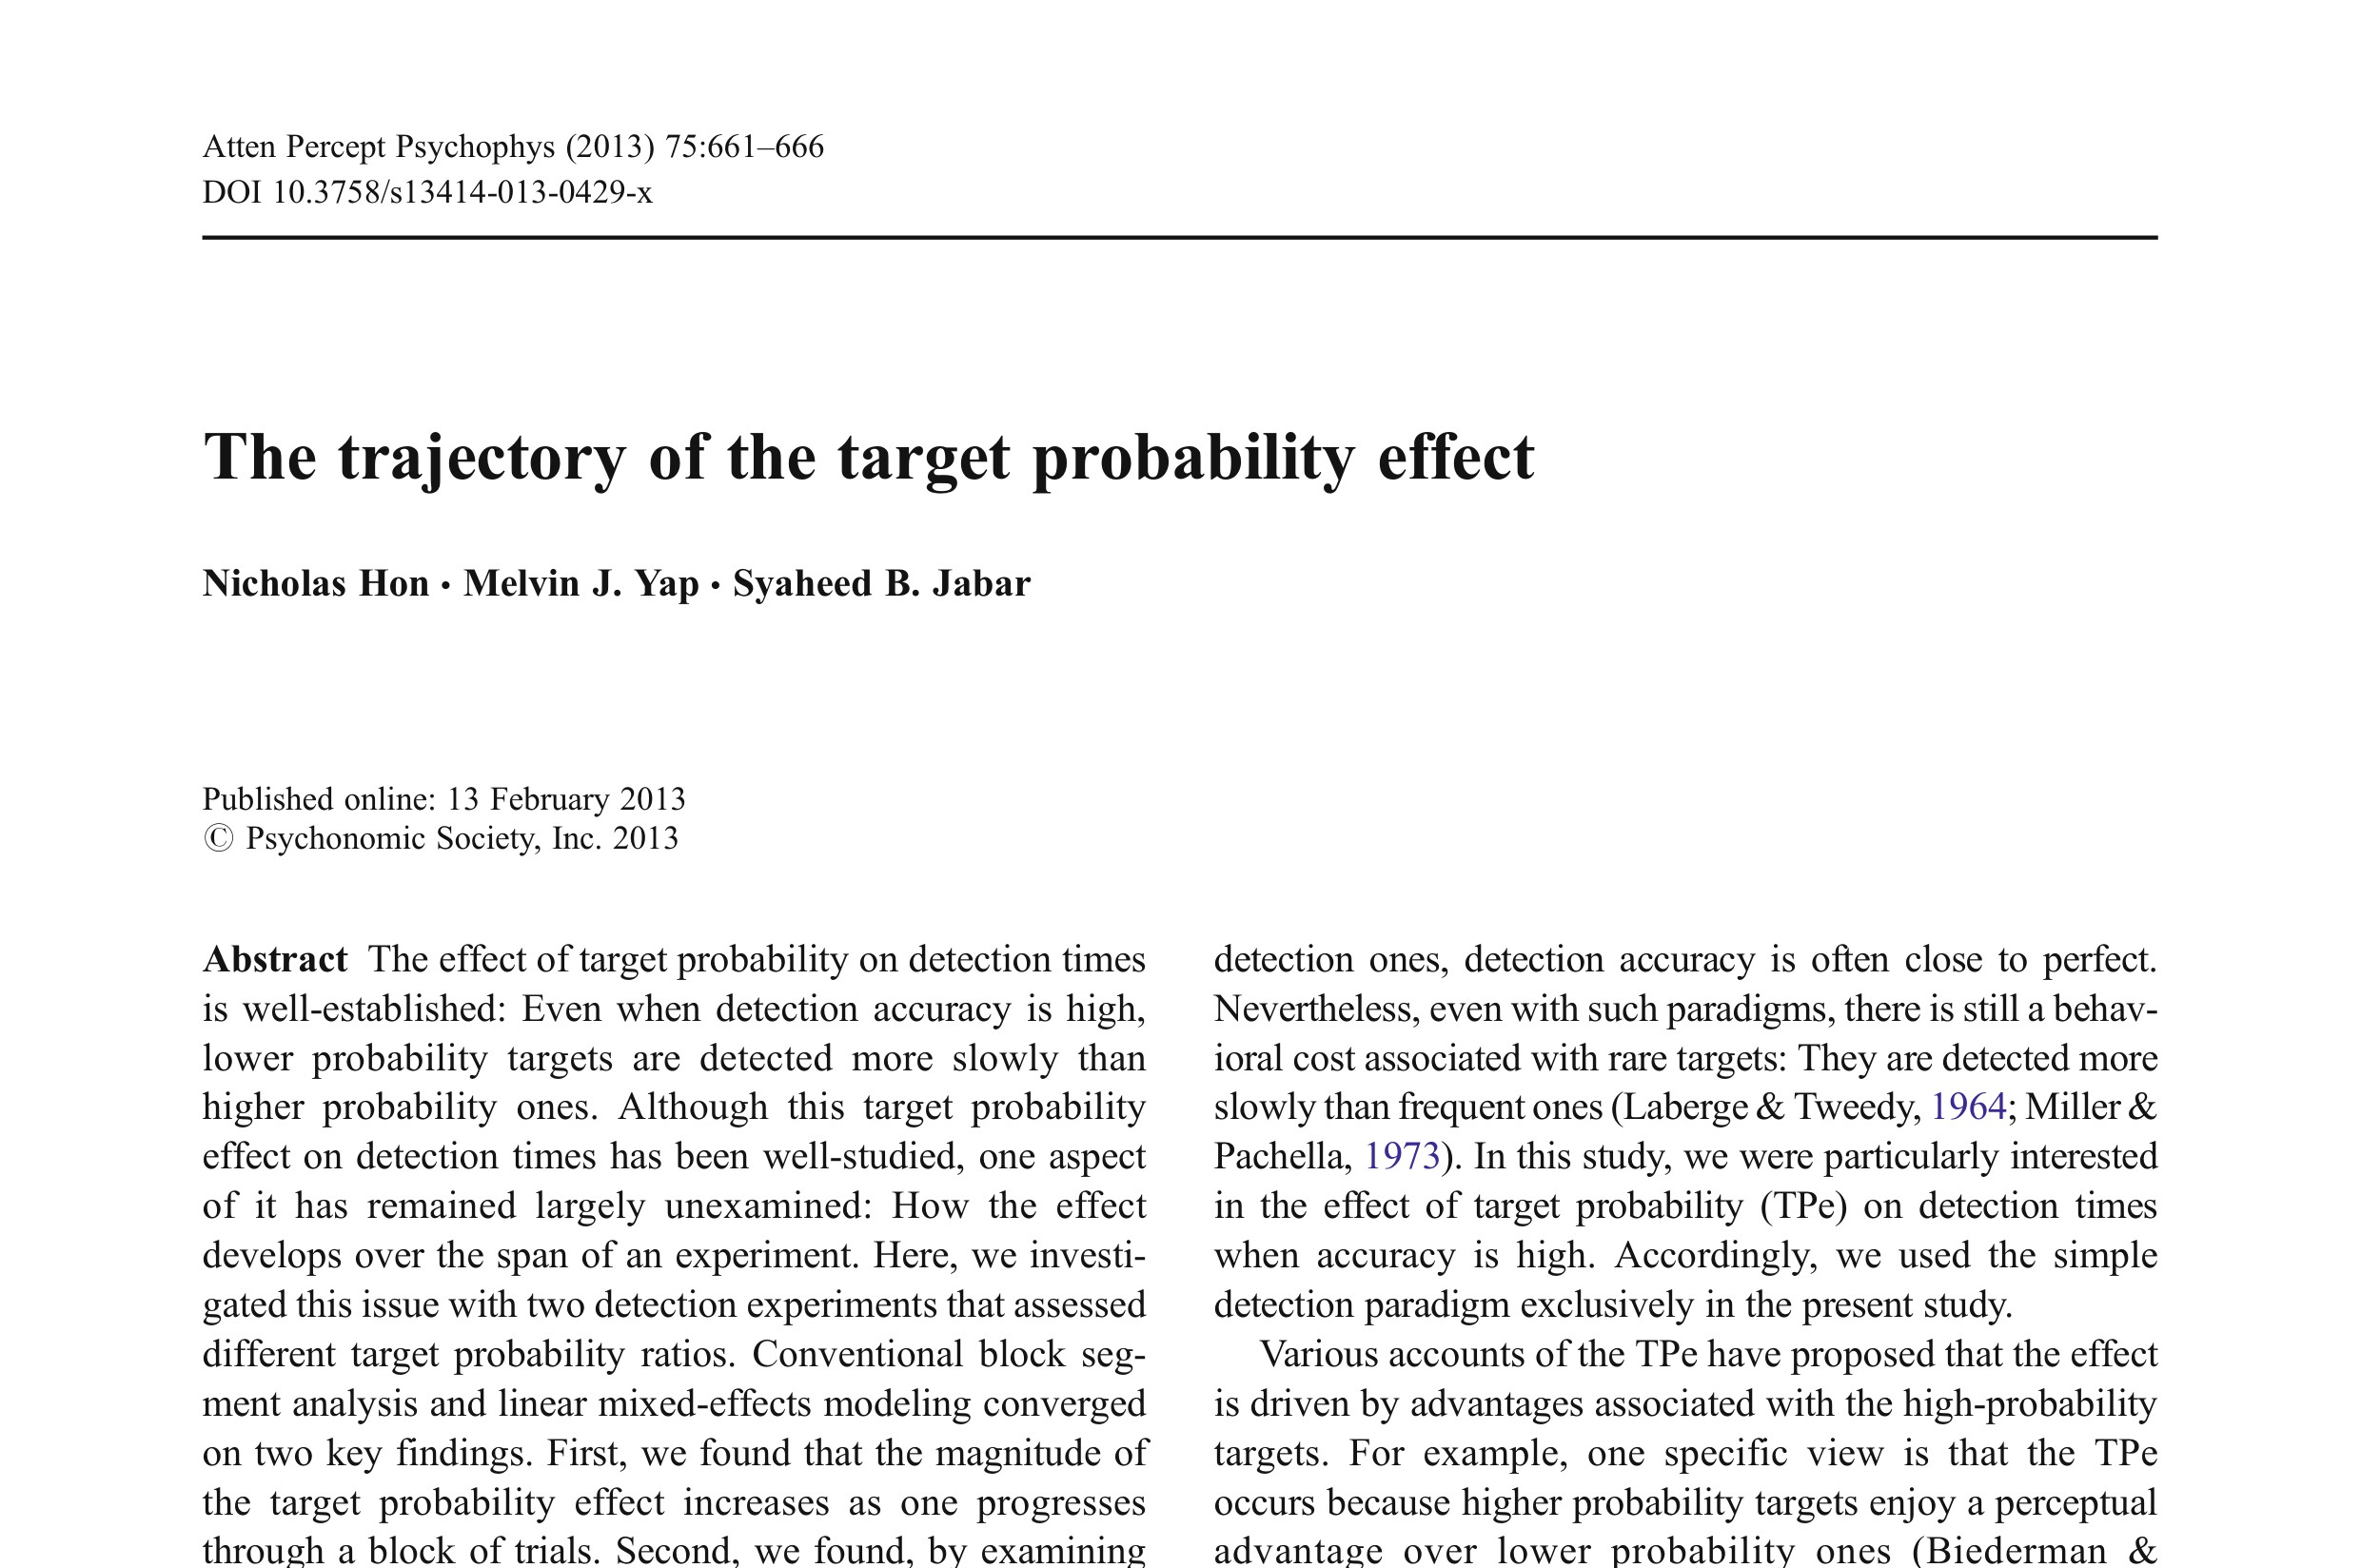 Atten Percept Psychophys (2013) 75:661–666
DOI 10.3758/s13414-013-0429-x
The trajectory of the target probability effect
Nicholas Hon · Melvin J. Yap · Syaheed B. Jabar
Published online: 13 February 2013
© Psychonomic Society, Inc. 2013
Abstract The effect of target probability on detection times
is well-established: Even when detection accuracy is high,
lower probability targets are detected more slowly than
higher probability ones. Although this target probability
effect on detection times has been well-studied, one aspect
of it has remained largely unexamined: How the effect
develops over the span of an experiment. Here, we investi-
gated this issue with two detection experiments that assessed
different target probability ratios. Conventional block seg-
ment analysis and linear mixed-effects modeling converged
on two key findings. First, we found that the magnitude of
the target probability effect increases as one progresses
through a block of trials. Second, we found, by examining
detection ones, detection accuracy is often close to perfect.
Nevertheless, even with such paradigms, there is still a behav-
ioral cost associated with rare targets: They are detected more
slowly than frequent ones (Laberge & Tweedy, 1964; Miller &
Pachella, 1973). In this study, we were particularly interested
in the effect of target probability (TPe) on detection times
when accuracy is high. Accordingly, we used the simple
detection paradigm exclusively in the present study.
Various accounts of the TPe have proposed that the effect
is driven by advantages associated with the high-probability
targets. For example, one specific view is that the TPe
occurs because higher probability targets enjoy a perceptual
advantage over lower probability ones (Biederman &